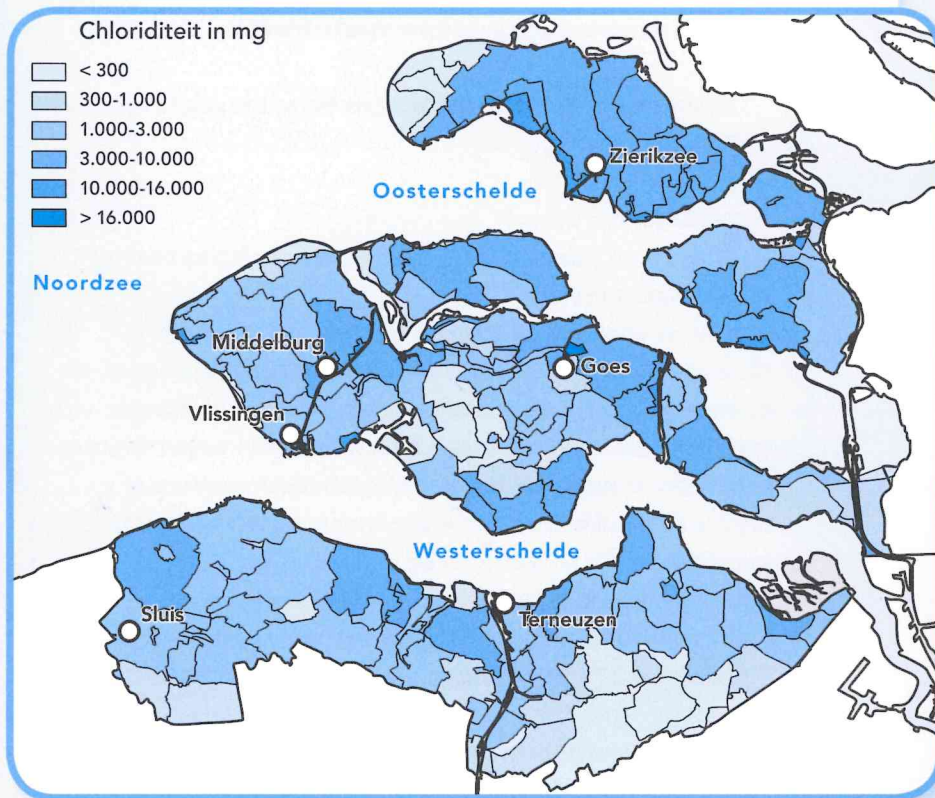 Chloriditeit in mg
< 300
300-1.000
1.000-3.000
3.000-10.000
10.000-16.000
> 16.000
Zierikzee
Oosterschelde
Noordzee
Middelburg
Goes
Vlissingen
Westerschelde
Sluis
Terneuzen